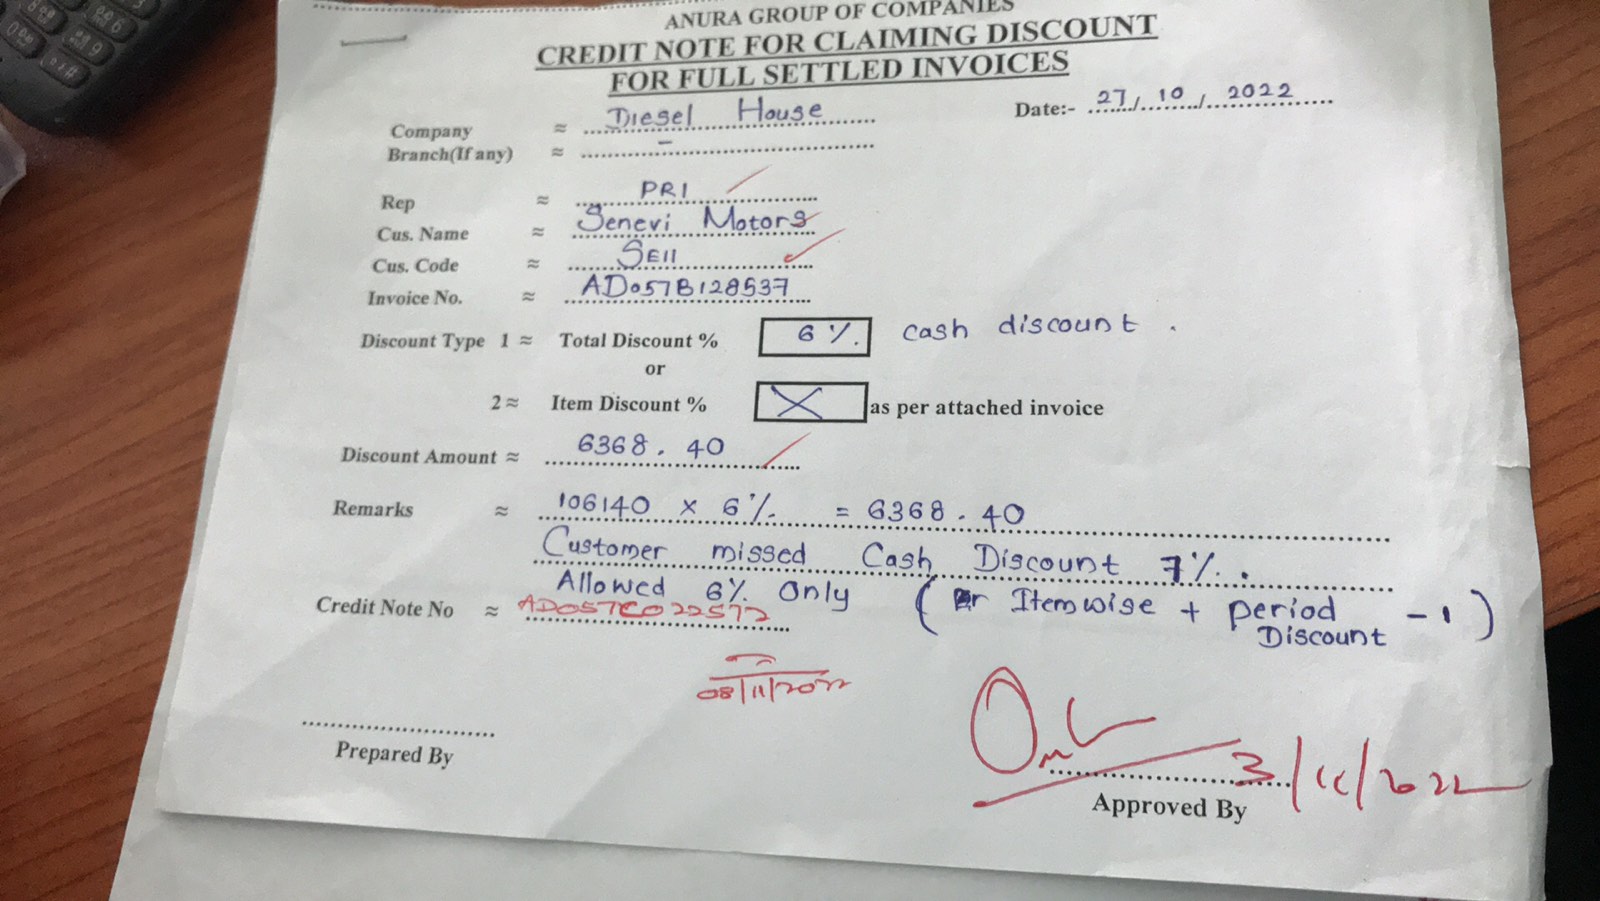 ANURA GROUP OF COMPANIES
CREDIT NOTE FOR CLAIMING DISCOUNT
FOR FULL SETTLED INVOICES
Date:- 27/10/2022
Company ≈ Diesel House
Branch(If any) ≈ -
Rep ≈ PRI
Cus. Name ≈ Senevi Motors
Cus. Code ≈ SE11
Invoice No. ≈ AD057B128537
Discount Type 1 ≈ Total Discount % 6%. cash discount.
or
2 ≈ Item Discount % X as per attached invoice
Discount Amount ≈ 6368.40
Remarks ≈ 106140 x 6%. = 6368.40
Customer missed Cash Discount 7%.
Allowed 6% Only ( Itemwise + period Discount - 1)
Credit Note No ≈ AD057C022572
08/11/2022
Prepared By
3/11/2022
Approved By